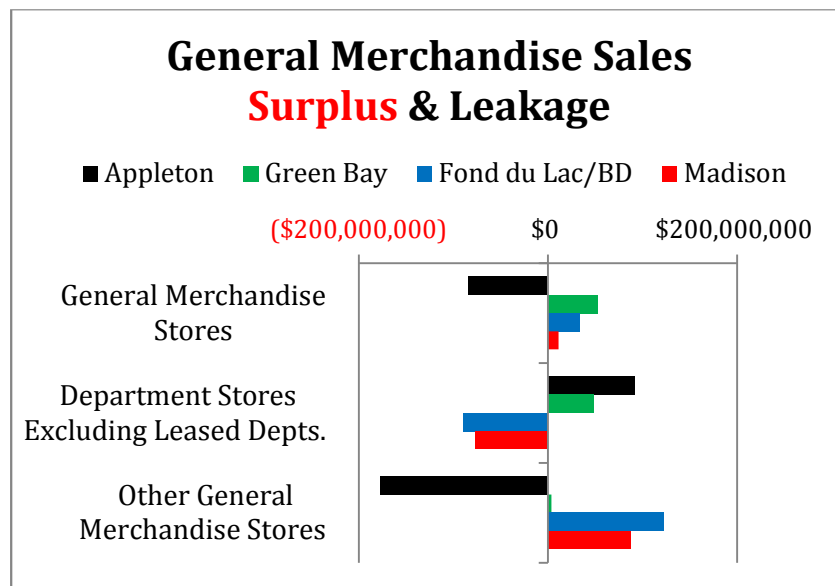 General Merchandise Sales
Surplus & Leakage
Appleton Green Bay Fond du Lac/BD Madison
($200,000,000) $0 $200,000,000
General Merchandise
Stores
Department Stores
Excluding Leased Depts.
Other General
Merchandise Stores